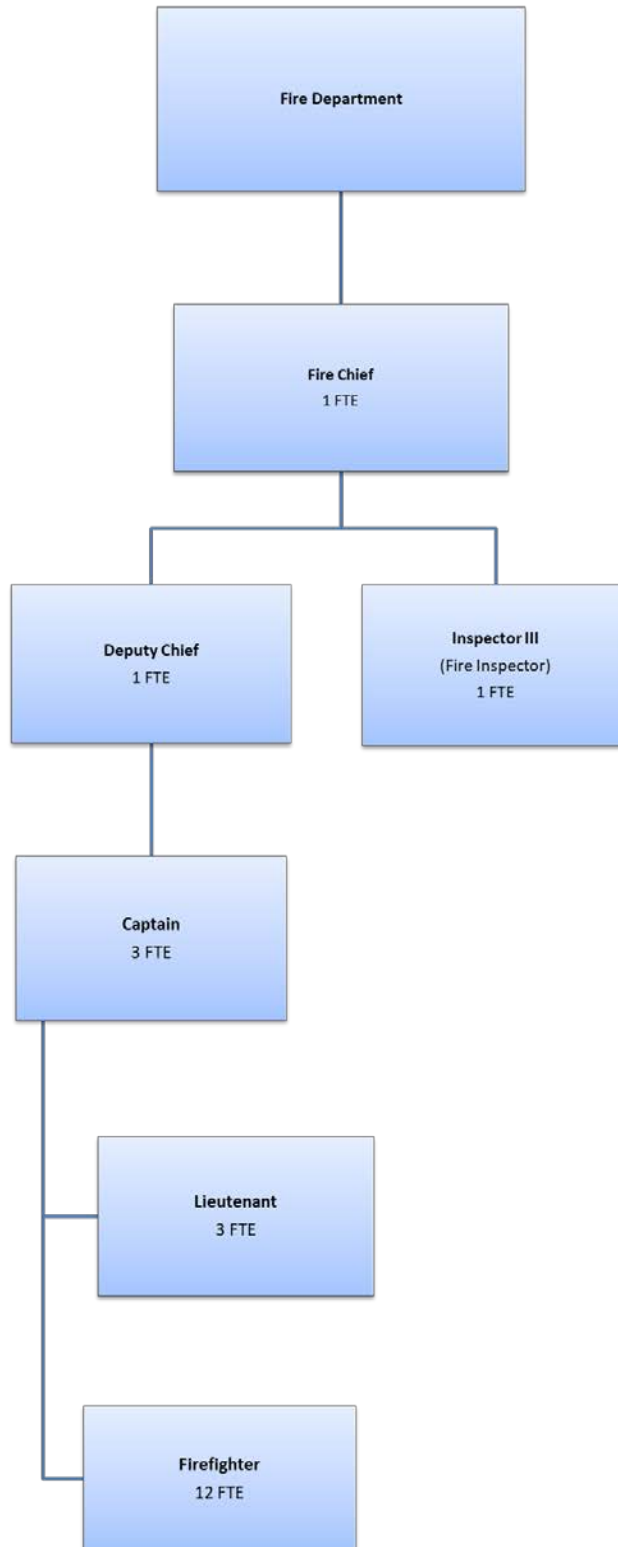 Fire Department
Fire Chief
1 FTE
Deputy Chief
1 FTE
Inspector III
(Fire Inspector)
1 FTE
Captain
3 FTE
Lieutenant
3 FTE
Firefighter
12 FTE